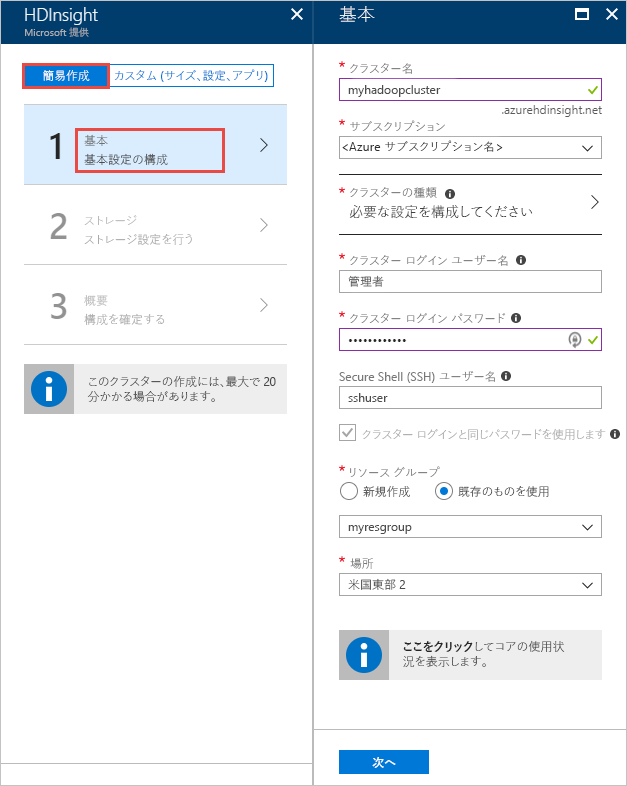 HDInsight
Microsoft 提供
簡易作成
カスタム (サイズ、設定、アプリ)
1
基本
基本設定の構成
2
ストレージ
ストレージ設定を行う
3
概要
構成を確定する
このクラスターの作成には、最大で 20
分かかる場合があります。
基本
* クラスター名
myhadoopcluster
.azurehdinsight.net
* サブスクリプション
<Azure サブスクリプション名>
* クラスターの種類
必要な設定を構成してください
* クラスター ログイン ユーザー名
管理者
* クラスター ログイン パスワード
••••••••••••
Secure Shell (SSH) ユーザー名
sshuser
クラスター ログインと同じパスワードを使用します
* リソース グループ
新規作成
既存のものを使用
myresgroup
* 場所
米国東部 2
ここをクリックしてコアの使用状
況を表示します。
次へ